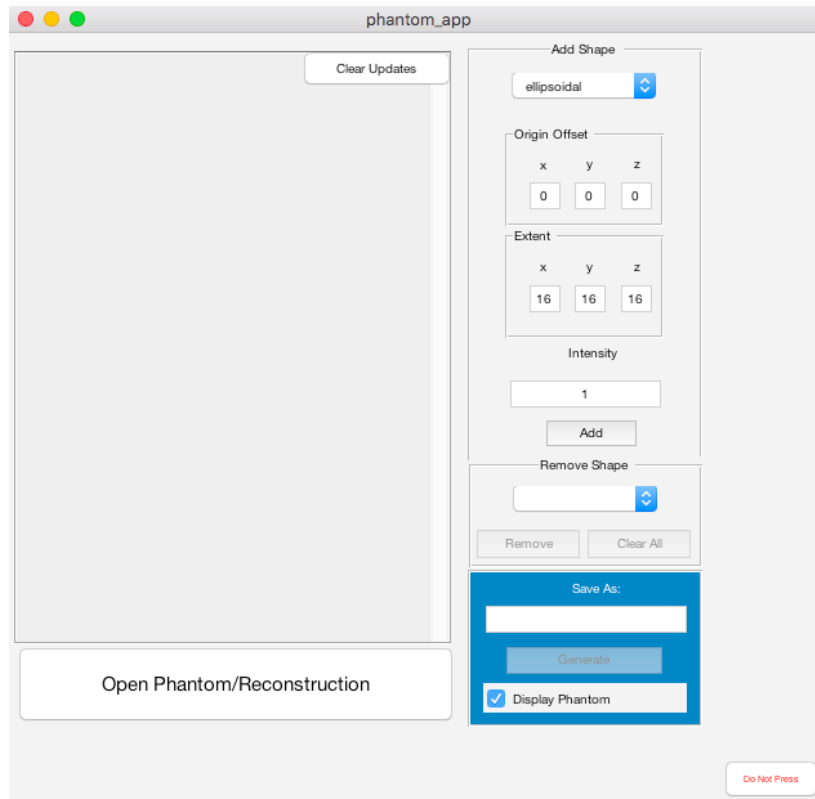 phantom_app
Clear Updates
Add Shape
ellipsoidal
Origin Offset
x y z
0 0 0
Extent
x y z
16 16 16
Intensity
1
Add
Remove Shape
Remove Clear All
Save As:
Generate
Display Phantom
Open Phantom/Reconstruction
Do Not Press